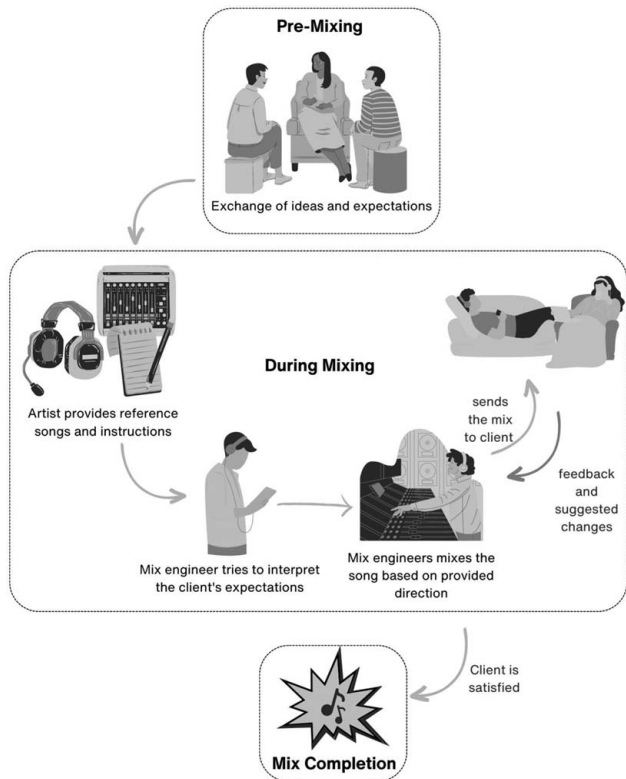 Pre-Mixing
Exchange of ideas and expectations
During Mixing
Artist provides reference
songs and instructions
Mix engineer tries to interpret
the client's expectations
Mix engineers mixes the
song based on provided
direction
sends
the mix
to client
feedback
and
suggested
changes
Client is
satisfied
Mix Completion